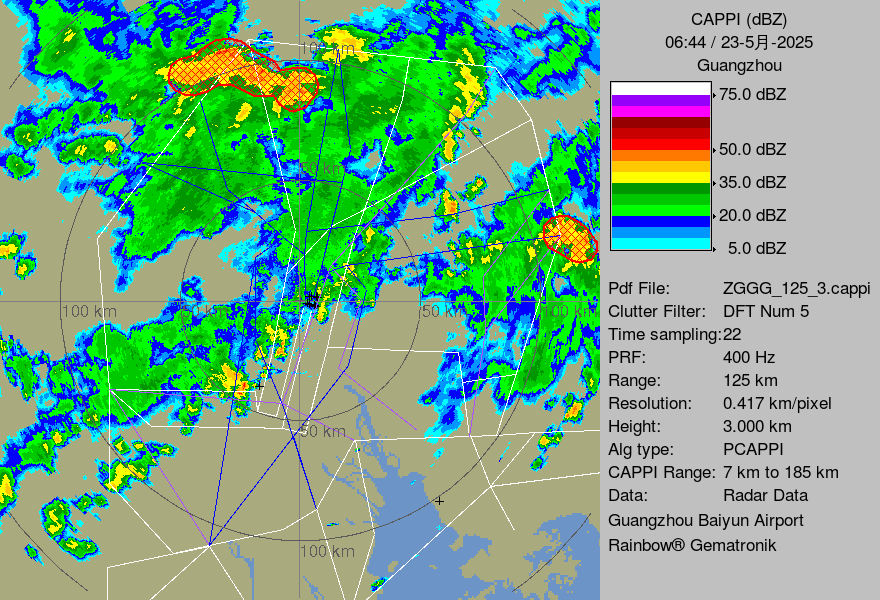 CAPPI (dBZ)
06:44 / 23-5月-2025
Guangzhou
75.0 dBZ
50.0 dBZ
35.0 dBZ
20.0 dBZ
5.0 dBZ
Pdf File: ZGGG_125_3.cappi
Clutter Filter: DFT Num 5
Time sampling:22
PRF: 400 Hz
Range: 125 km
Resolution: 0.417 km/pixel
Height: 3.000 km
Alg type: PCAPPI
CAPPI Range: 7 km to 185 km
Data: Radar Data
Guangzhou Baiyun Airport
Rainbow® Gematronik
100 km
50 km
100 km
50 km
50 km
100 km
50 km
100 km